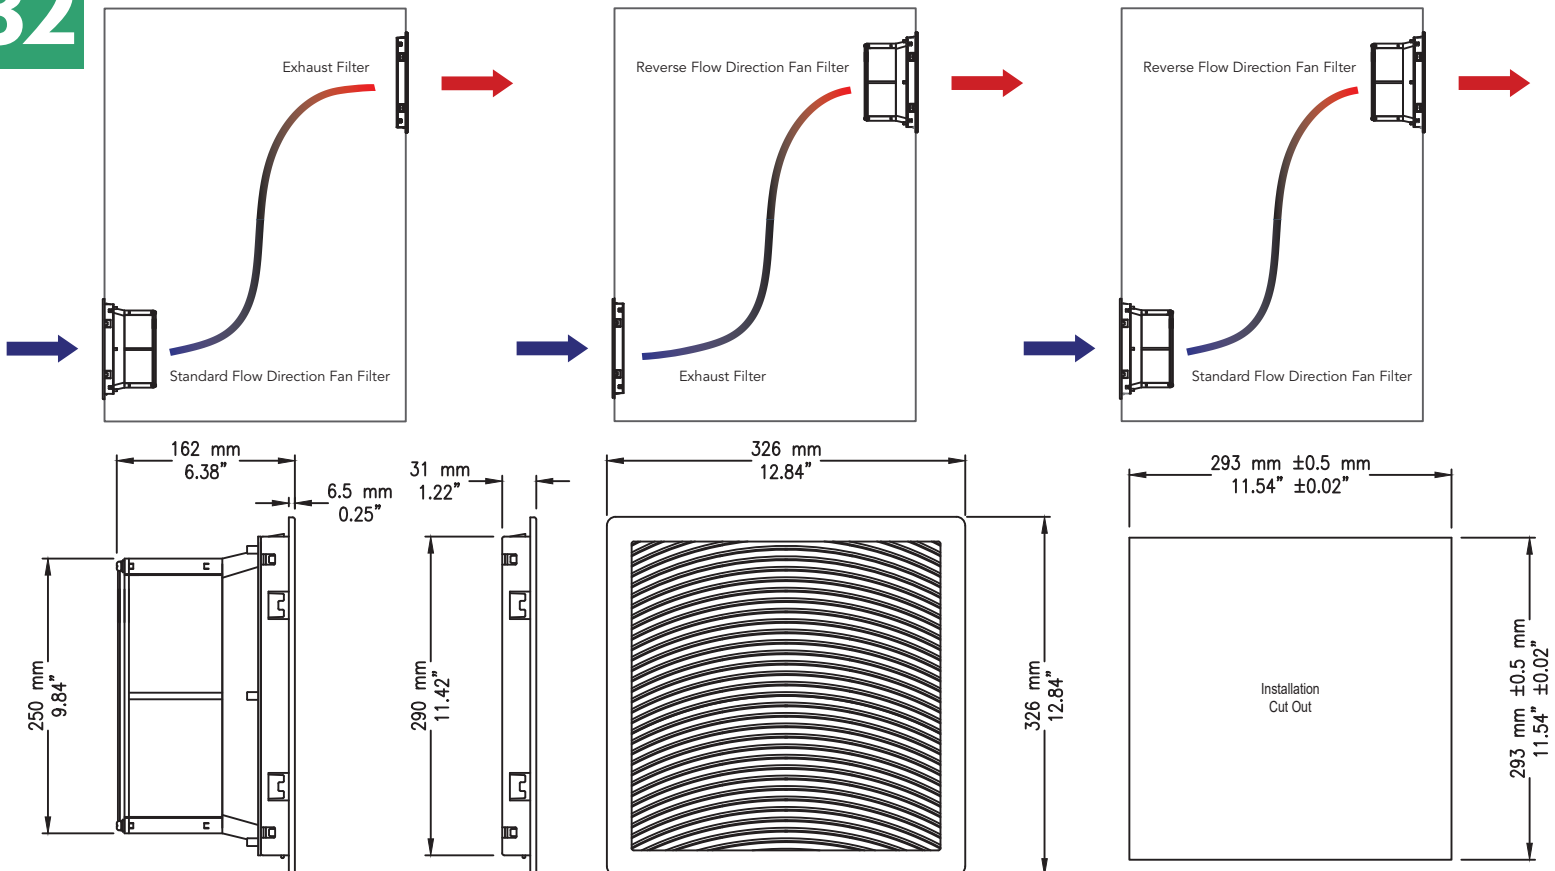 32
Exhaust Filter
Standard Flow Direction Fan Filter
Reverse Flow Direction Fan Filter
Exhaust Filter
Reverse Flow Direction Fan Filter
Standard Flow Direction Fan Filter
162 mm
6.38”
6.5 mm
0.25”
250 mm
9.84”
31 mm
1.22”
290 mm
11.42”
326 mm
12.84”
326 mm
12.84”
293 mm ±0.5 mm
11.54” ±0.02”
Installation
Cut Out
293 mm ±0.5 mm
11.54” ±0.02”